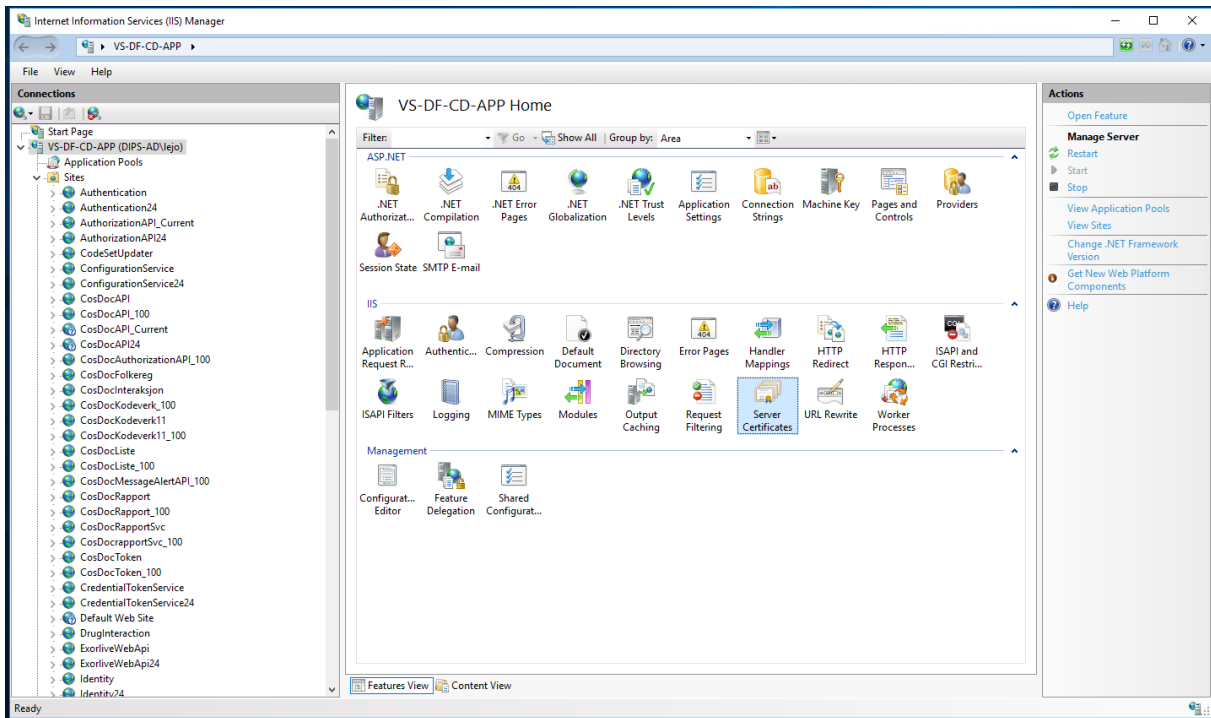 Internet Information Services (IIS) Manager
VS-DF-CD-APP
File View Help
Connections
Start Page
VS-DF-CD-APP (DIPS-AD\lejo)
Application Pools
Sites
Authentication
Authentication24
AuthorizationAPI_Current
AuthorizationAPI24
CodeSetUpdater
ConfigurationService
ConfigurationService24
CosDocAPI
CosDocAPI_100
CosDocAPI_Current
CosDocAPI24
CosDocAuthorizationAPI_100
CosDocFolkereg
CosDocInteraksjon
CosDocKodeverk_100
CosDocKodeverk11
CosDocKodeverk11_100
CosDocListe
CosDocListe_100
CosDocMessageAlertAPI_100
CosDocRapport
CosDocRapport_100
CosDocRapportSvc
CosDocrapportSvc_100
CosDocToken
CosDocToken_100
CredentialTokenService
CredentialTokenService24
Default Web Site
DrugInteraction
ExorliveWebApi
ExorliveWebApi24
Identity
Identity24
VS-DF-CD-APP Home
Filter: Go Show All Group by: Area
ASP.NET
.NET .NET .NET Error .NET .NET Trust Application Connection Machine Key Pages and Providers
Authorizat... Compilation Pages Globalization Levels Settings Strings Controls
Session State SMTP E-mail
IIS
Application Authentic... Compression Default Directory Error Pages Handler HTTP HTTP ISAPI and
Request R... Document Browsing Mappings Redirect Respon... CGI Restri...
ISAPI Filters Logging MIME Types Modules Output Request Server URL Rewrite Worker
Caching Filtering Certificates Processes
Management
Configurat... Feature Shared
Editor Delegation Configurat...
Features View Content View
Actions
Open Feature
Manage Server
Restart
Start
Stop
View Application Pools
View Sites
Change .NET Framework
Version
Get New Web Platform
Components
Help
Ready